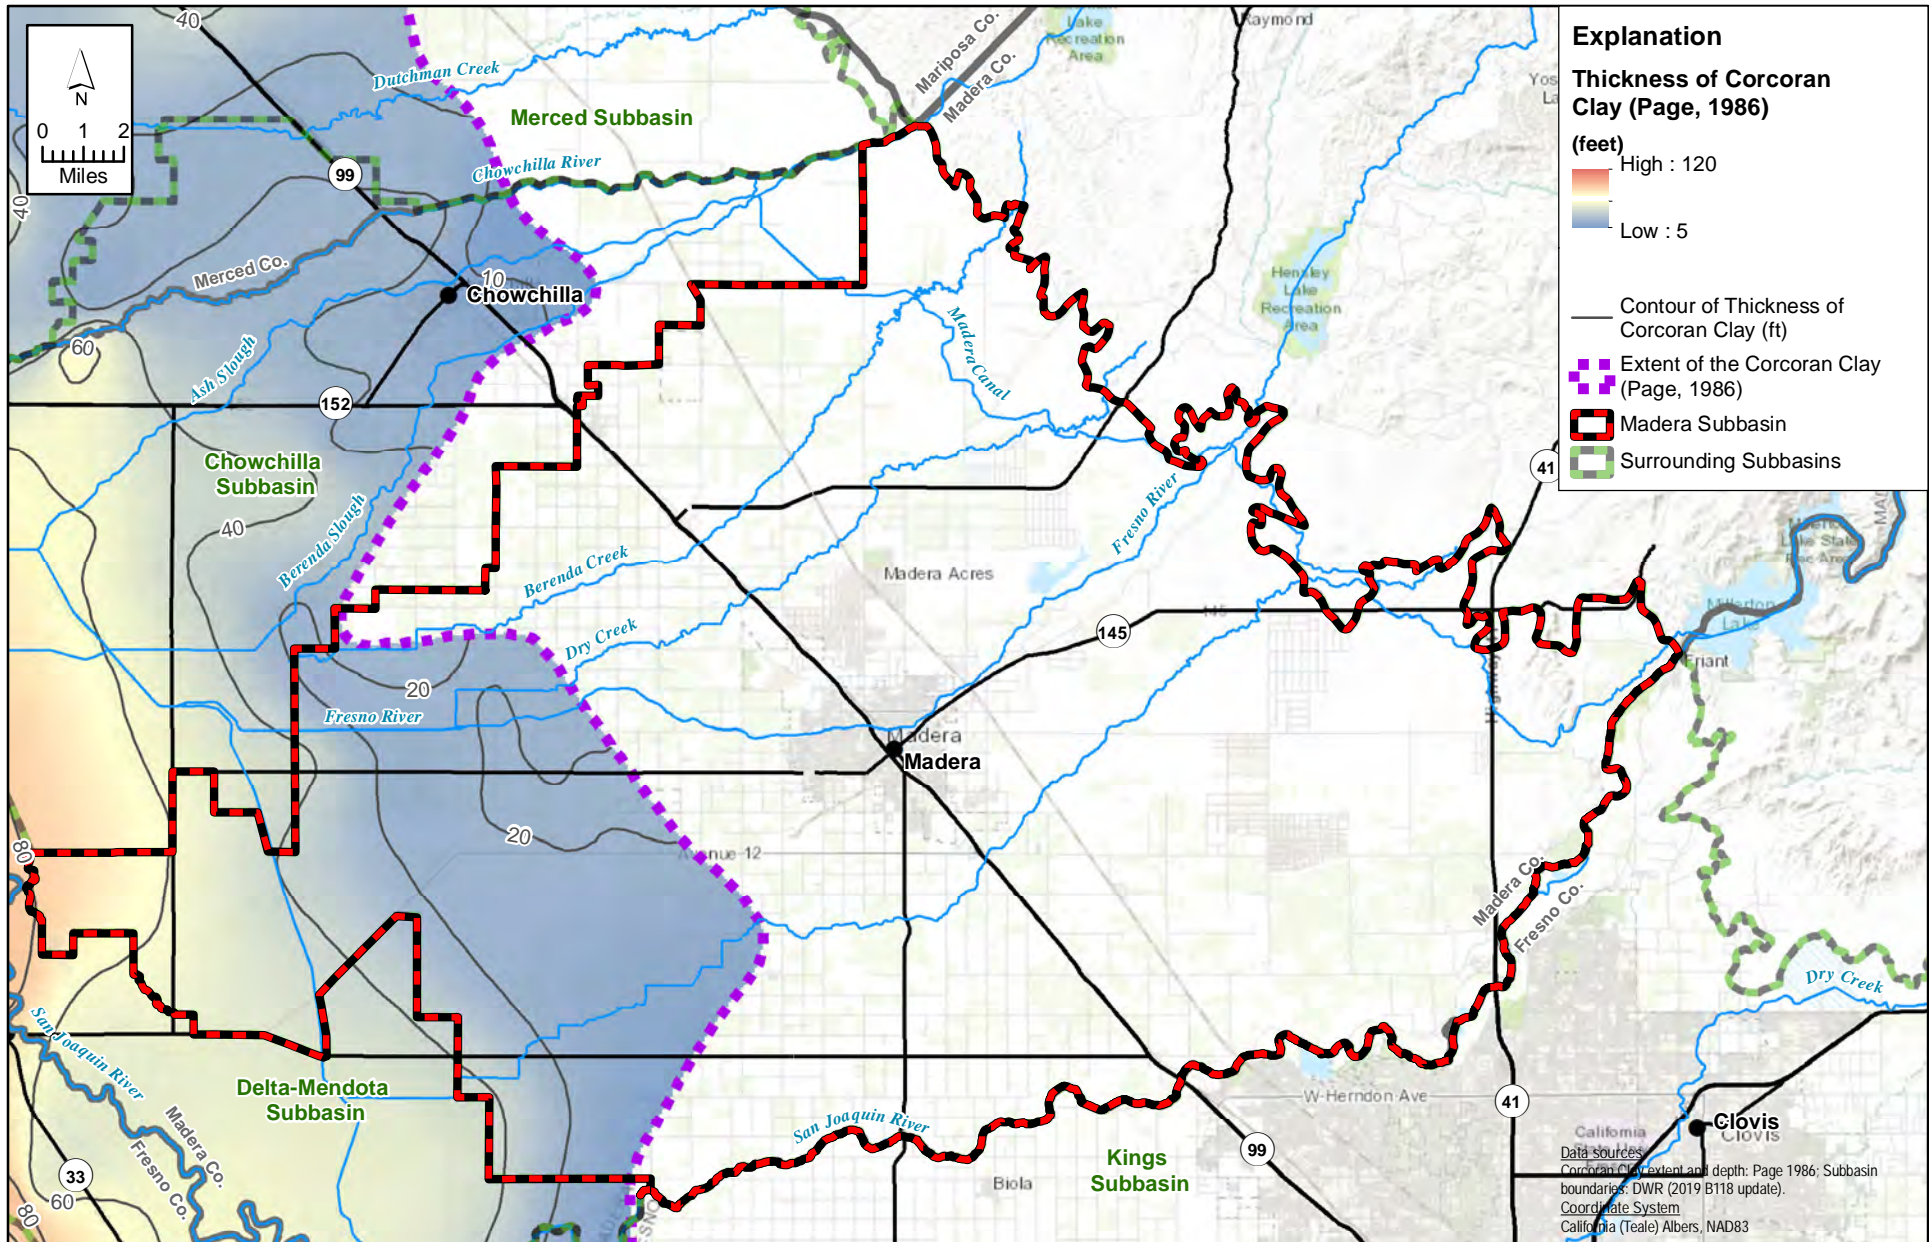 Explanation
Thickness of Corcoran
Clay (Page, 1986)
(feet)
High : 120
Low : 5
Contour of Thickness of
Corcoran Clay (ft)
Extent of the Corcoran Clay
(Page, 1986)
Madera Subbasin
Surrounding Subbasins
N
0 1 2
Miles
40
Dutchman Creek
Merced Subbasin
Mariposa Co.
Madera Co.
Lake
Recreation
Area
Raymond
Chowchilla River
99
40
Merced Co.
10
Chowchilla
60
Ash Slough
152
Madera Canal
Hensley
Lake
Recreation
Area
Chowchilla
Subbasin
40
Berenda Slough
41
Fresno River
Berenda Creek
Madera Acres
Dry Creek
145
145
Millerton
Lake
Friant
20
Fresno River
Madera
Madera
20
Avenue 12
80
Madera Co.
Fresno Co.
Dry Creek
San Joaquin River
Delta-Mendota
Subbasin
Madera Co.
Fresno Co.
33
60
80
San Joaquin River
W Herndon Ave
41
Clovis
Clovis
99
Kings
Subbasin
Biola
California
Data sources
Corcoran Clay extent and depth: Page 1986; Subbasin
boundaries: DWR (2019 B118 update).
Coordinate System
California (Teale) Albers, NAD83